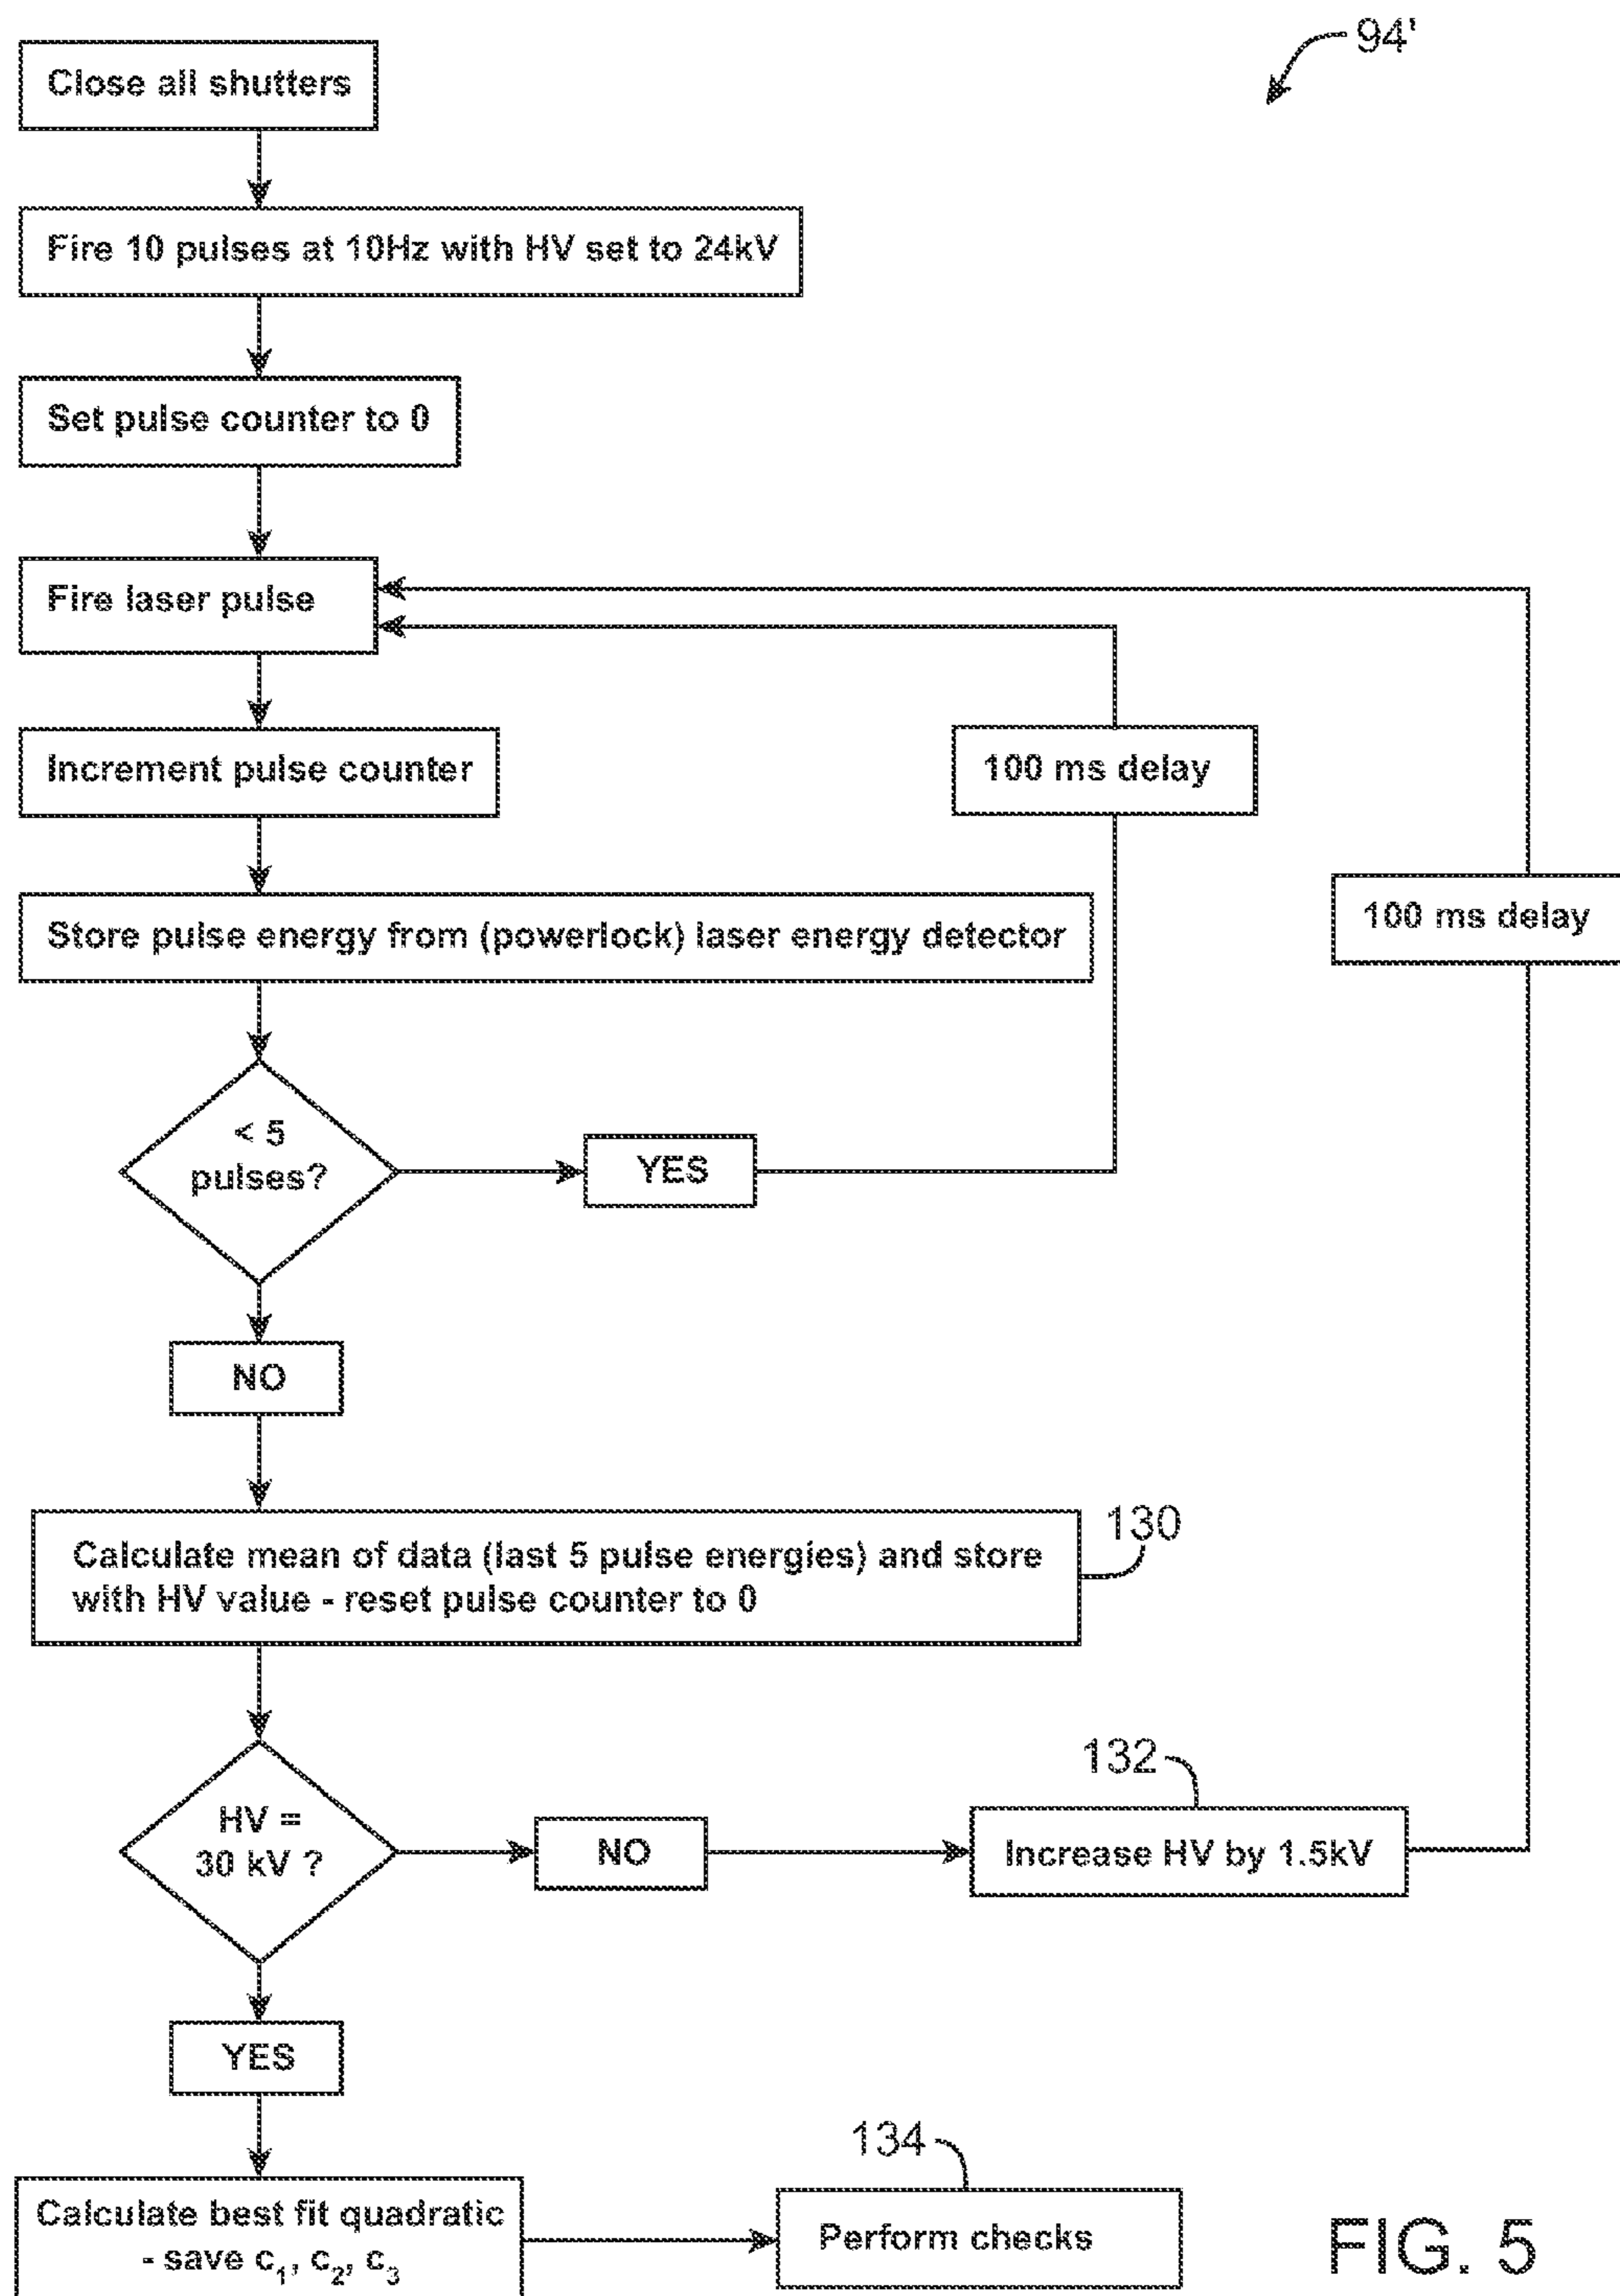 94'
Close all shutters
Fire 10 pulses at 10Hz with HV set to 24kV
Set pulse counter to 0
Fire laser pulse
Increment pulse counter
100 ms delay
Store pulse energy from (powerlock) laser energy detector
100 ms delay
< 5
pulses?
YES
NO
130
Calculate mean of data (last 5 pulse energies) and store
with HV value - reset pulse counter to 0
132
HV =
30 kV ?
NO
Increase HV by 1.5kV
YES
134
Calculate best fit quadratic
- save c₁, c₂, c₃
Perform checks
FIG. 5